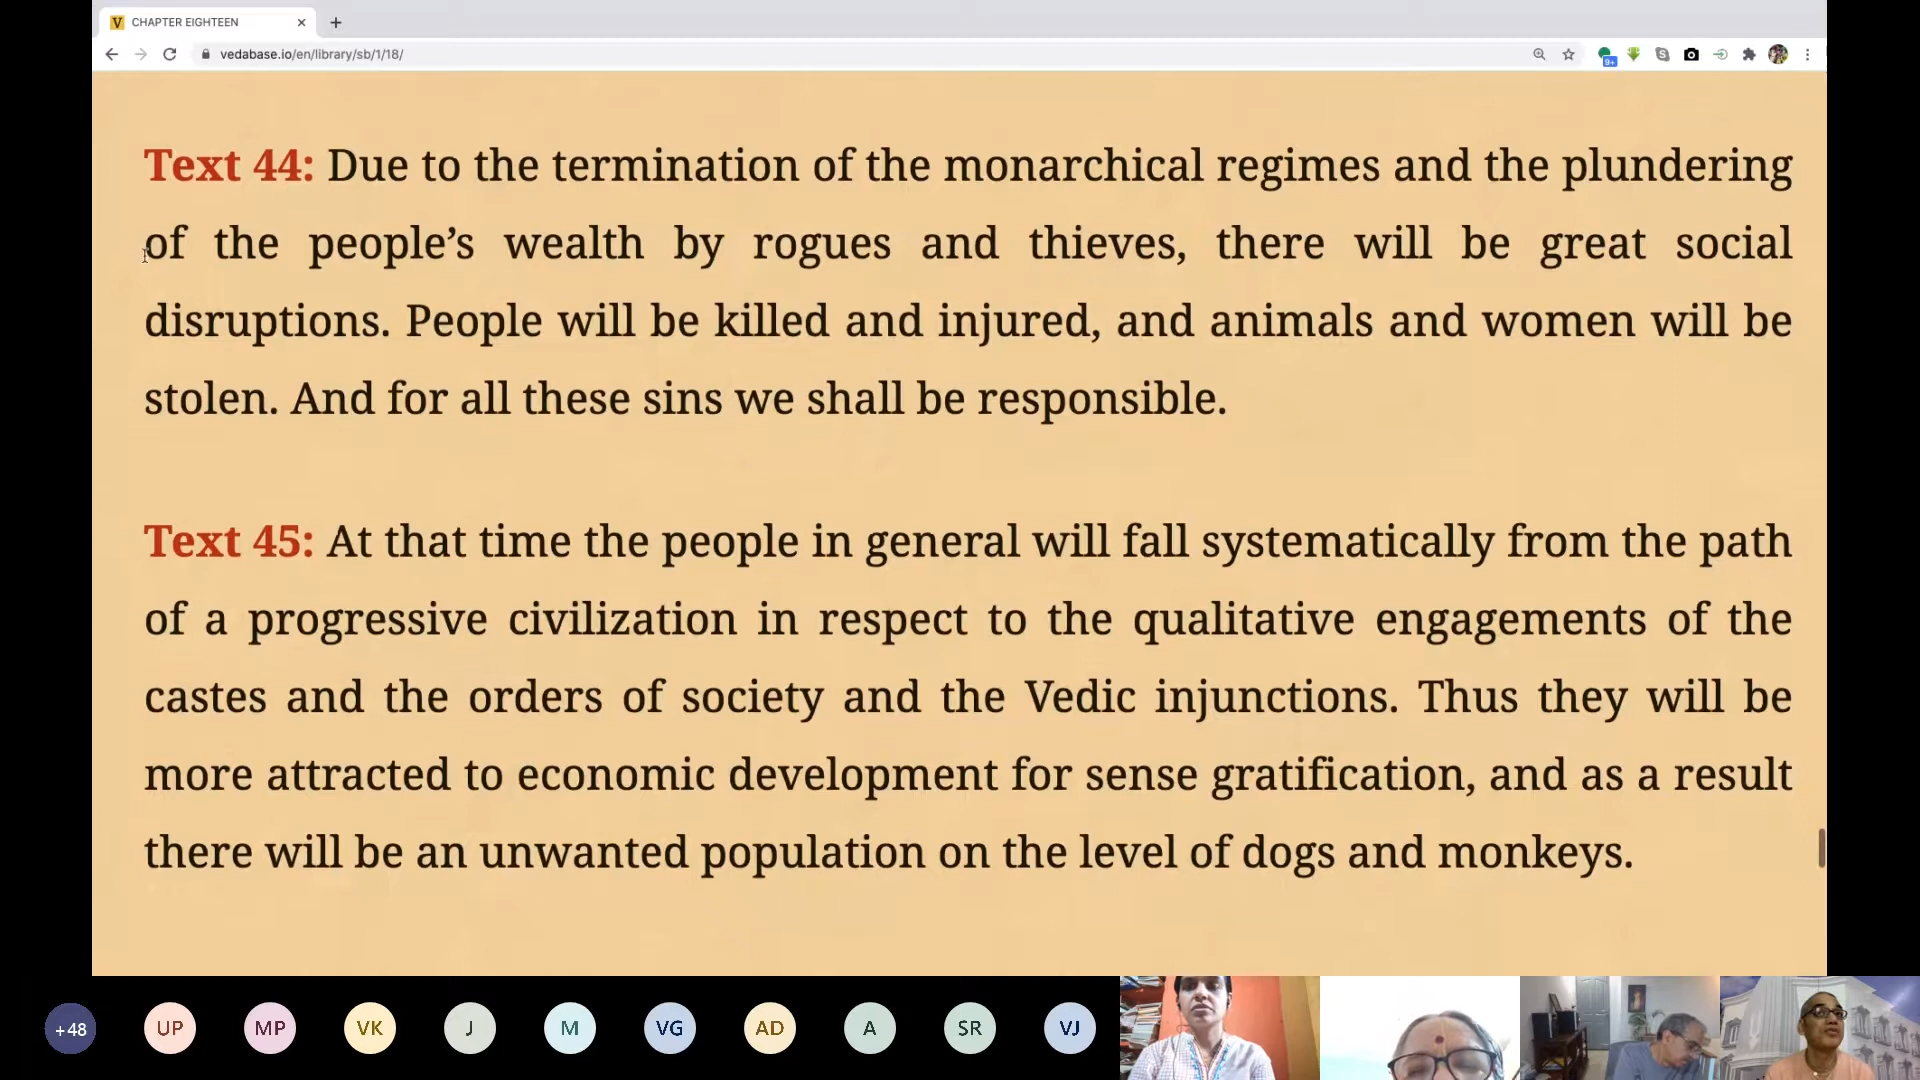 CHAPTER EIGHTEEN
vedabase.io/en/library/sb/1/18/
9+
Text 44: Due to the termination of the monarchical regimes and the plundering
of the people’s wealth by rogues and thieves, there will be great social
disruptions. People will be killed and injured, and animals and women will be
stolen. And for all these sins we shall be responsible.
Text 45: At that time the people in general will fall systematically from the path
of a progressive civilization in respect to the qualitative engagements of the
castes and the orders of society and the Vedic injunctions. Thus they will be
more attracted to economic development for sense gratification, and as a result
there will be an unwanted population on the level of dogs and monkeys.
+48 UP MP VK J M VG AD A SR VJ